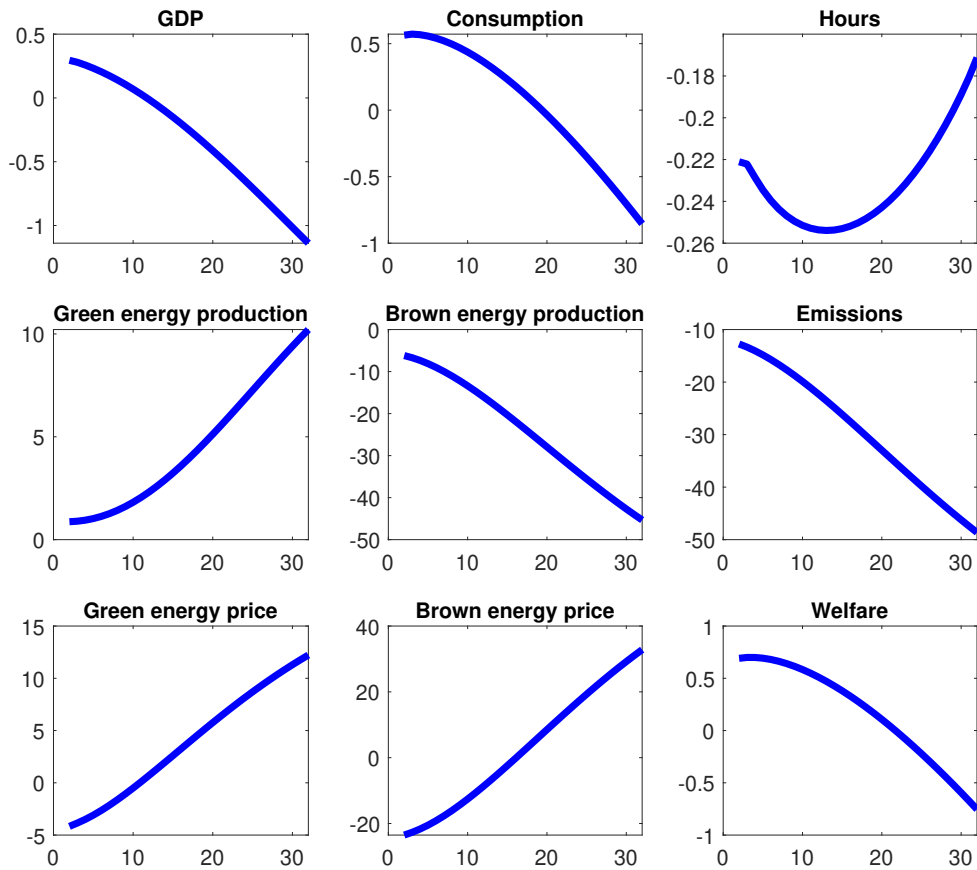 GDP
0.5
0
-0.5
-1
0 10 20 30
Consumption
0.5
0
-0.5
-1
0 10 20 30
Hours
-0.18
-0.2
-0.22
-0.24
-0.26
0 10 20 30
Green energy production
10
5
0
0 10 20 30
Brown energy production
0
-10
-20
-30
-40
-50
0 10 20 30
Emissions
-10
-20
-30
-40
-50
0 10 20 30
Green energy price
15
10
5
0
-5
0 10 20 30
Brown energy price
40
20
0
-20
0 10 20 30
Welfare
1
0.5
0
-0.5
-1
0 10 20 30